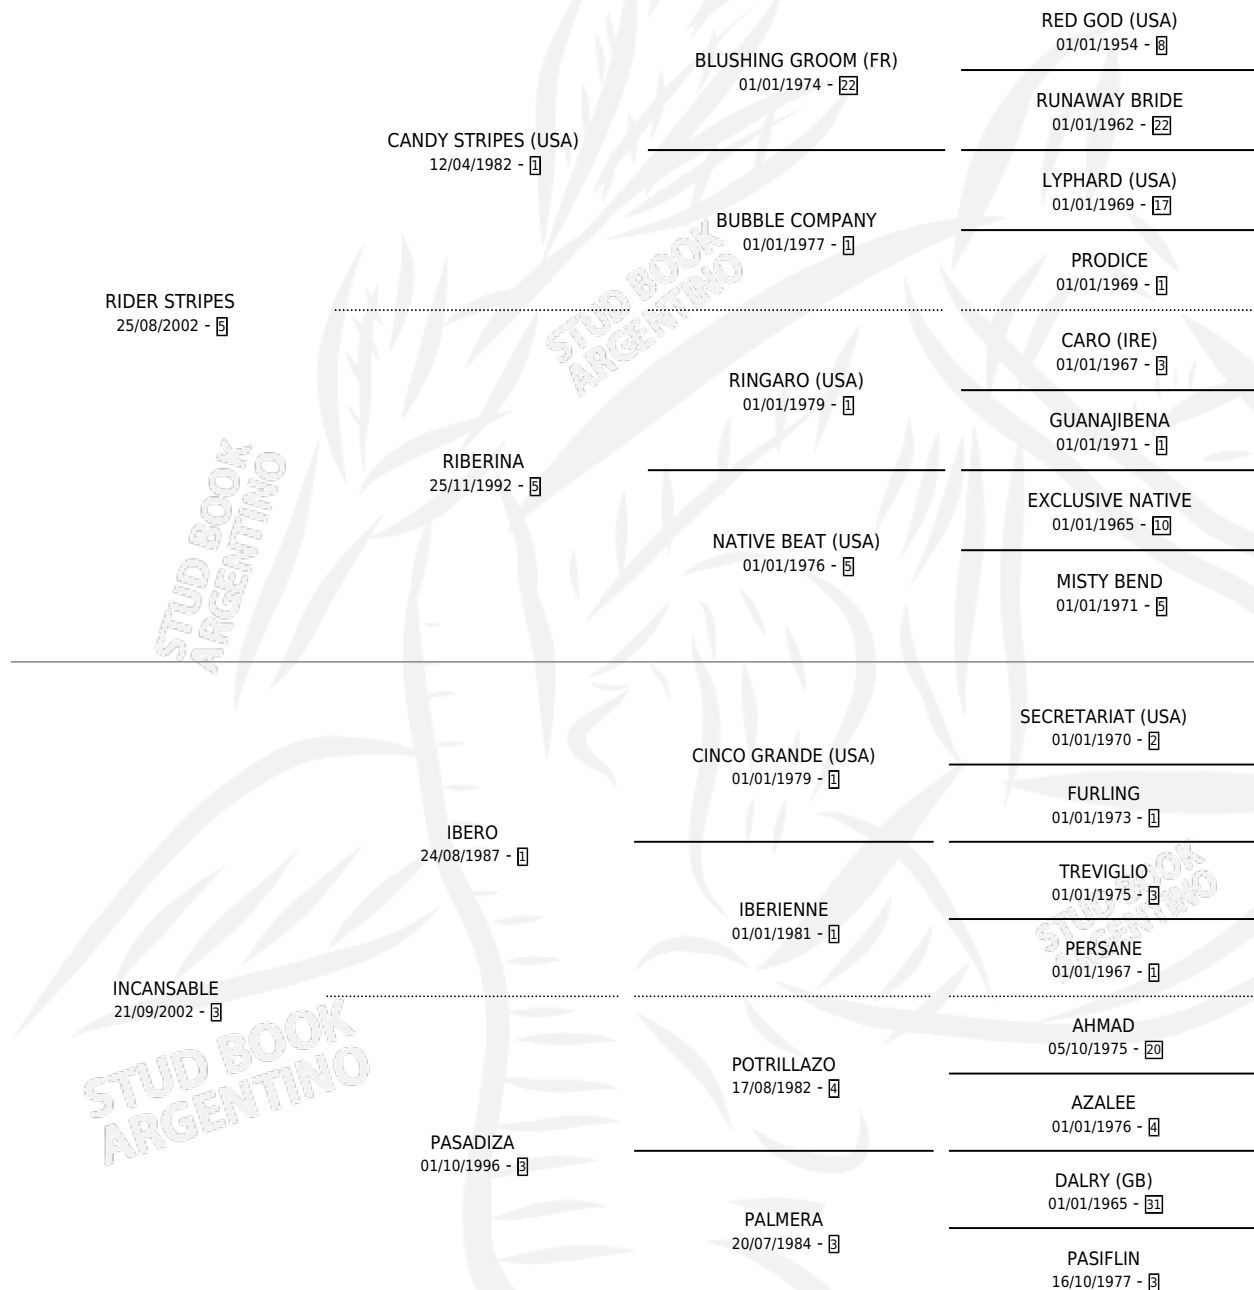 RED GOD (USA)
01/01/1954 - 8
BLUSHING GROOM (FR)
01/01/1974 - 22
RUNAWAY BRIDE
01/01/1962 - 22
CANDY STRIPES (USA)
12/04/1982 - 1
LYPHARD (USA)
01/01/1969 - 17
BUBBLE COMPANY
01/01/1977 - 1
PRODICE
01/01/1969 - 1
RIDER STRIPES
25/08/2002 - 5
STUD BOOK
ARGENTINO
CARO (IRE)
01/01/1967 - 3
RINGARO (USA)
01/01/1979 - 1
GUANAJIBENA
01/01/1971 - 1
RIBERINA
25/11/1992 - 5
EXCLUSIVE NATIVE
01/01/1965 - 10
NATIVE BEAT (USA)
01/01/1976 - 5
MISTY BEND
01/01/1971 - 5
STUD BOOK
ARGENTINO
SECRETARIAT (USA)
01/01/1970 - 2
CINCO GRANDE (USA)
01/01/1979 - 1
FURLING
01/01/1973 - 1
IBERO
24/08/1987 - 1
TREVIGLIO
01/01/1975 - 3
IBERIENNE
01/01/1981 - 1
STUD BOOK
ARGENTINO
PERSANE
01/01/1967 - 1
INCANSABLE
21/09/2002 - 3
AHMAD
05/10/1975 - 20
POTRILLAZO
17/08/1982 - 4
STUD BOOK
ARGENTINO
AZALEE
01/01/1976 - 4
PASADIZA
01/10/1996 - 3
DALRY (GB)
01/01/1965 - 31
PALMERA
20/07/1984 - 3
PASIFLIN
16/10/1977 - 3